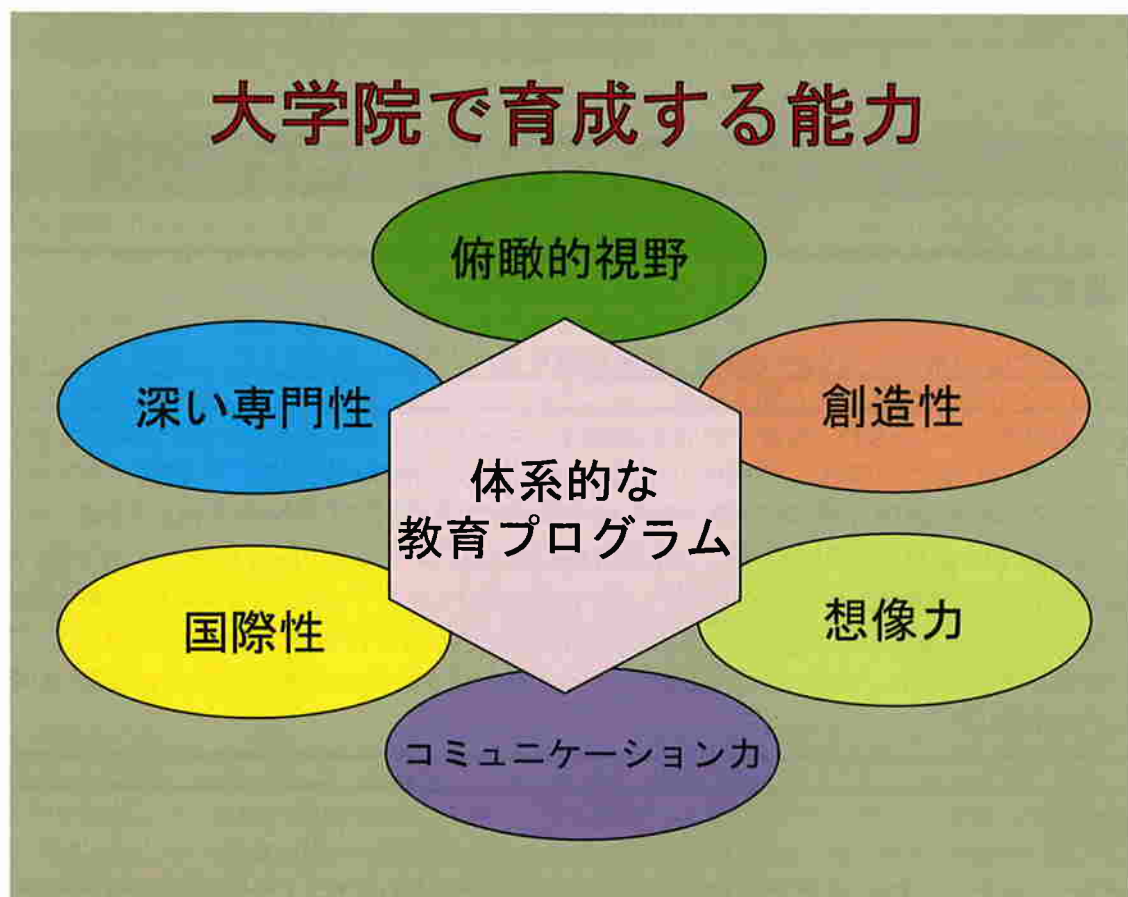 大学院で育成する能力
俯瞰的視野
深い専門性
創造性
体系的な
教育プログラム
国際性
想像力
コミュニケーション力